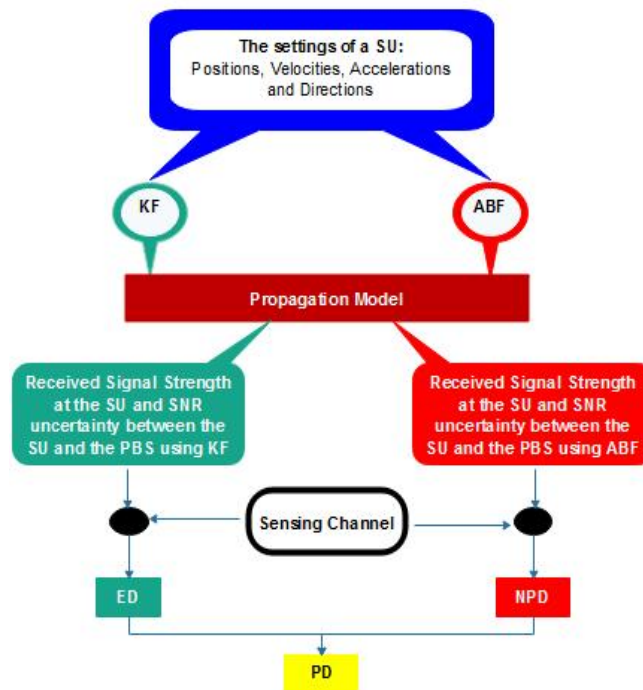 The settings of a SU:
Positions, Velocities, Accelerations
and Directions
KF
ABF
Propagation Model
Received Signal Strength
at the SU and SNR
uncertainty between the
SU and the PBS using KF
Received Signal Strength
at the SU and SNR
uncertainty between the
SU and the PBS using ABF
Sensing Channel
ED
NPD
PD